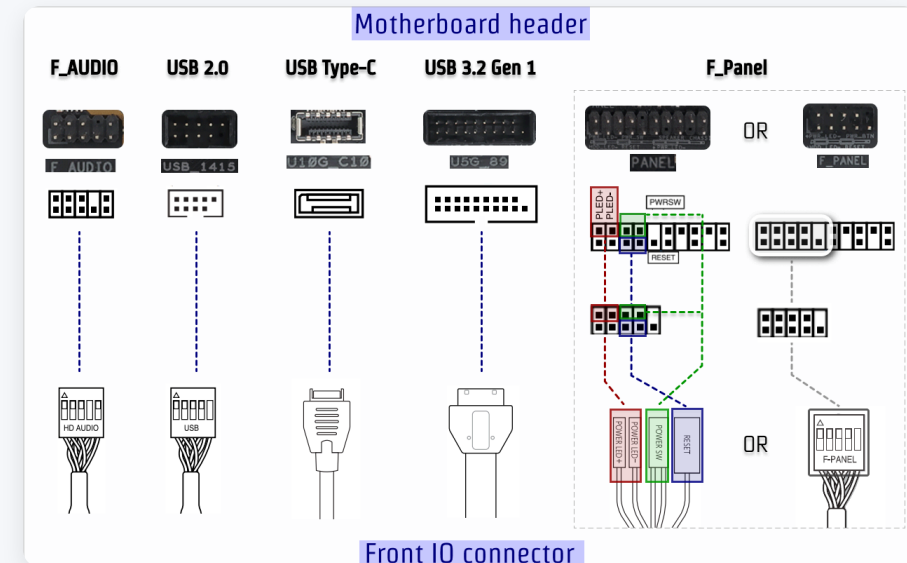 Motherboard header
F_AUDIO
USB 2.0
USB Type-C
USB 3.2 Gen 1
F_Panel
F_AUDIO
USB_1415
U10G_C10
U5G_89
PANEL
OR
F_PANEL
PLED+
PLED-
PWRSW
RESET
HD AUDIO
USB
POWER LED+
POWER LED-
POWER SW
RESET
OR
F-PANEL
Front IO connector